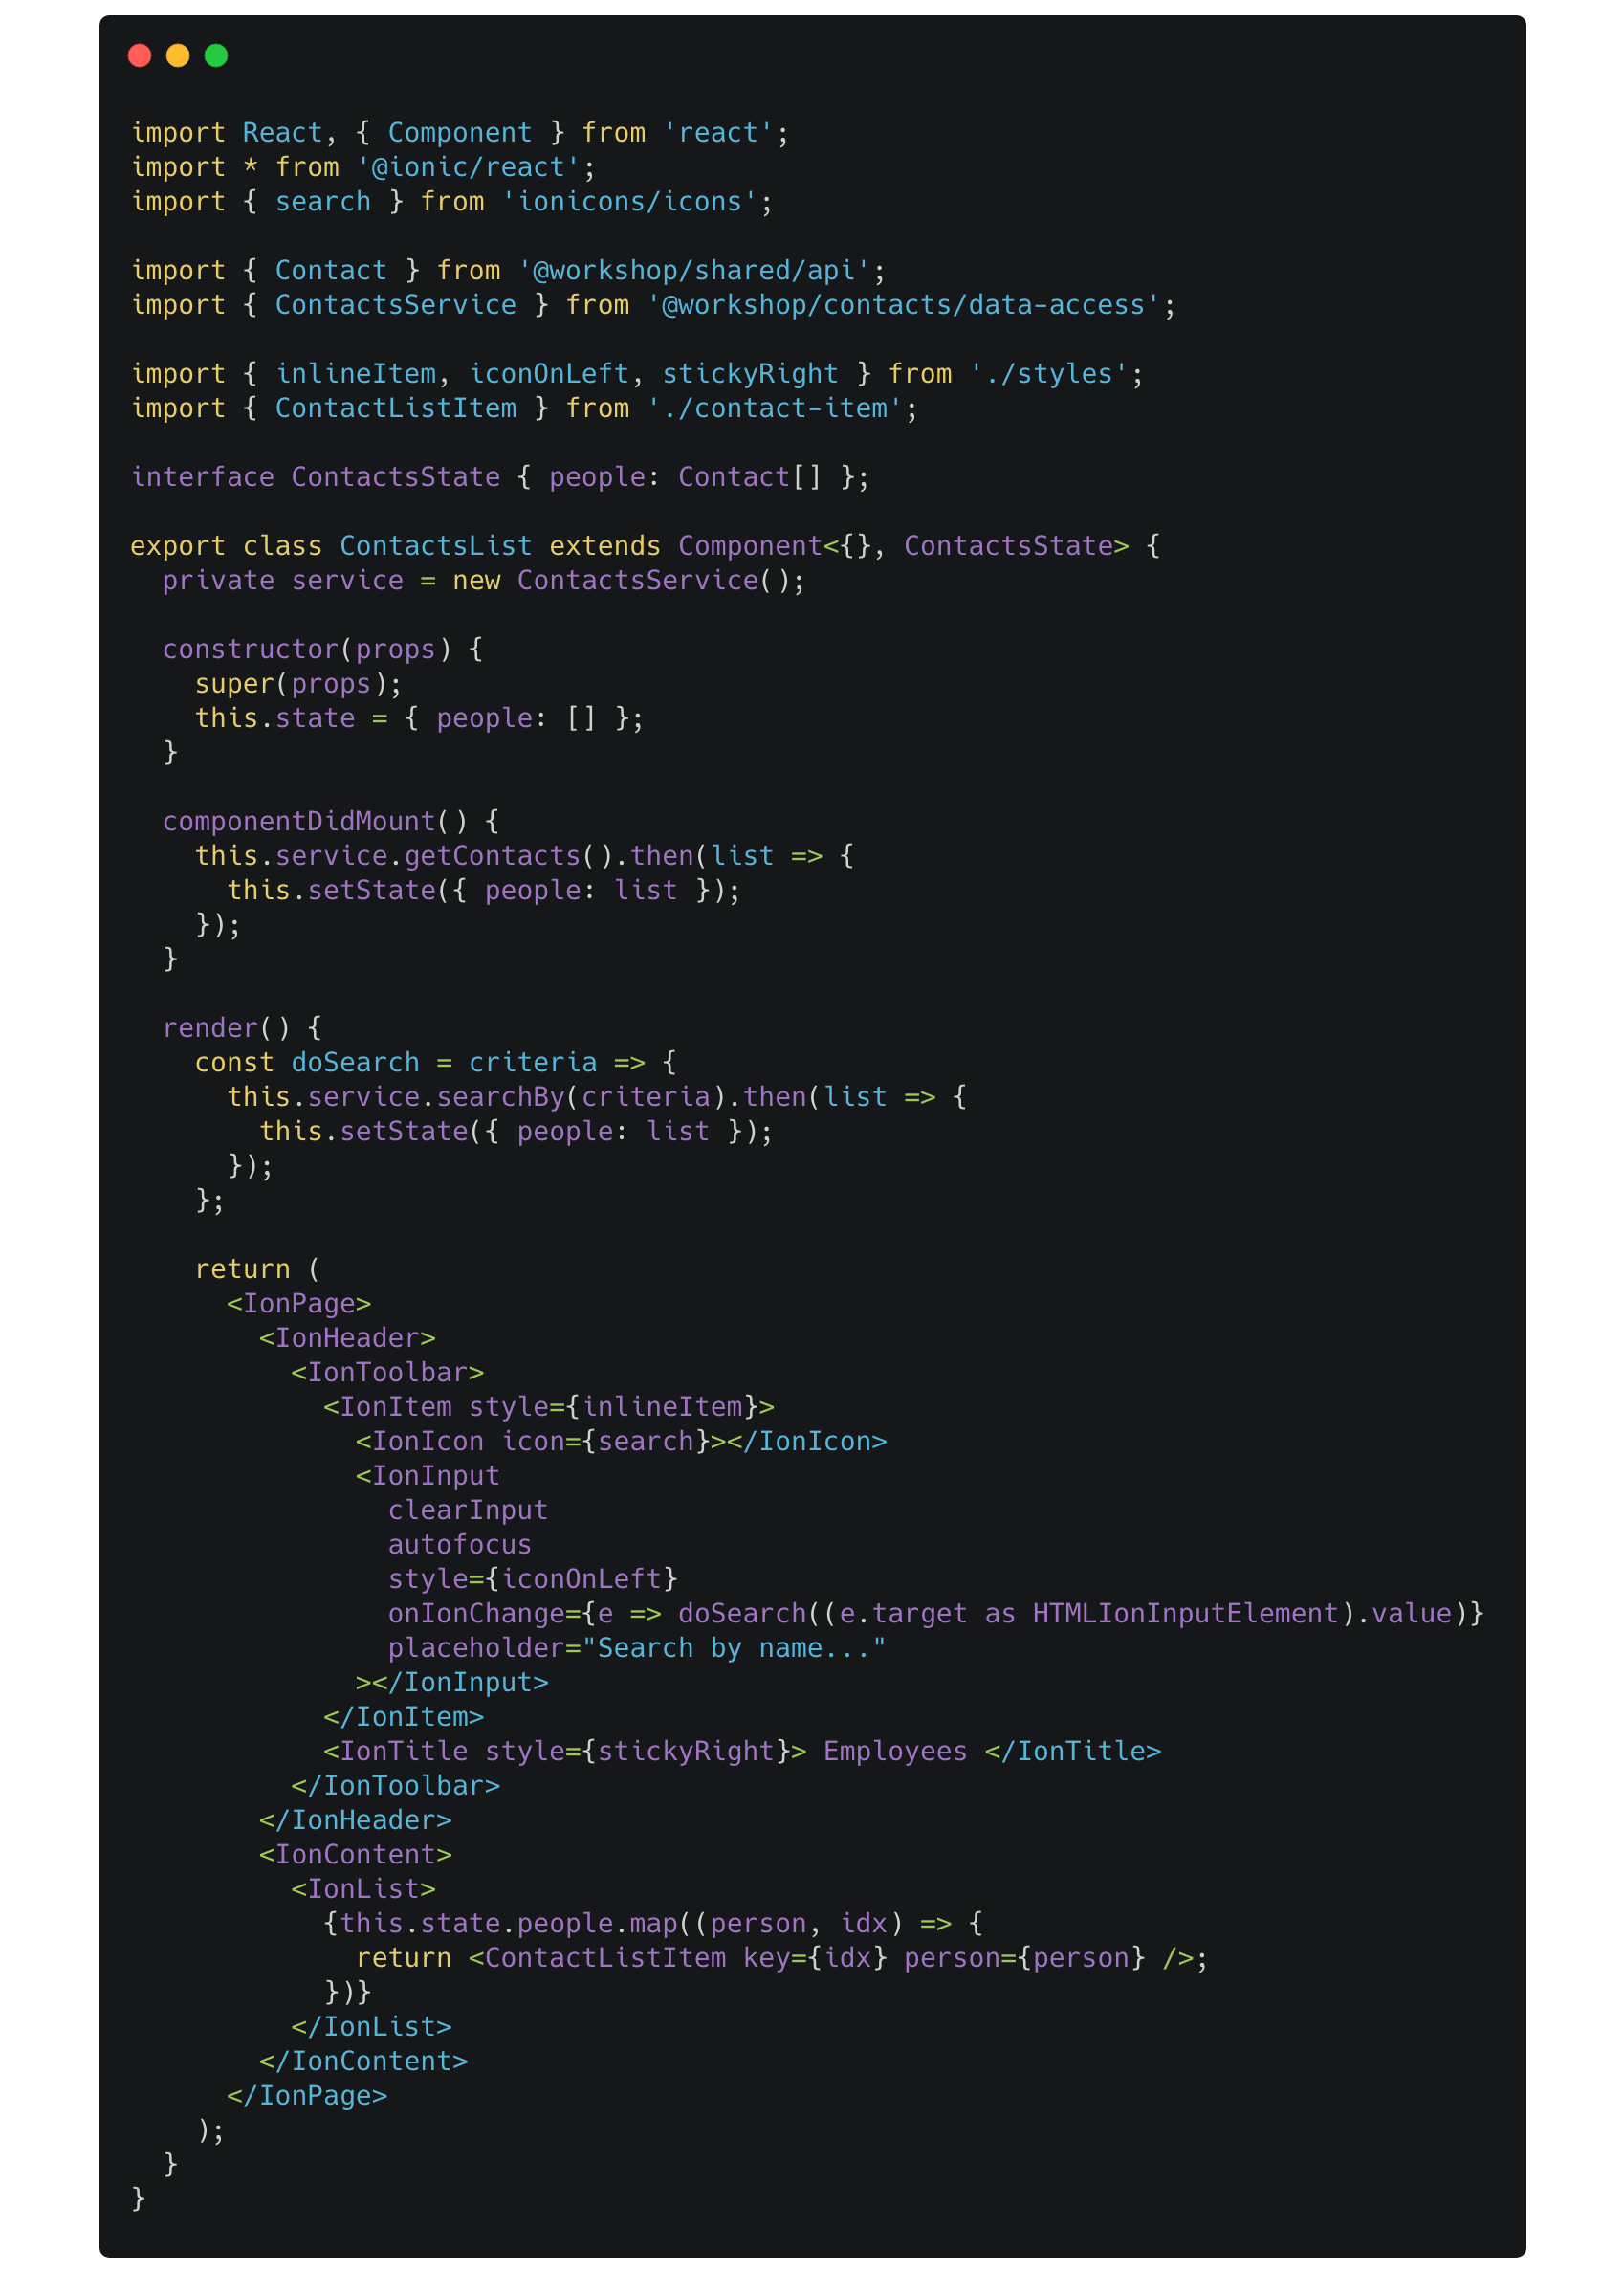 import React, { Component } from 'react';
import * from '@ionic/react';
import { search } from 'ionicons/icons';

import { Contact } from '@workshop/shared/api';
import { ContactsService } from '@workshop/contacts/data-access';

import { inlineItem, iconOnLeft, stickyRight } from './styles';
import { ContactListItem } from './contact-item';

interface ContactsState { people: Contact[] };

export class ContactsList extends Component<{}, ContactsState> {
  private service = new ContactsService();

  constructor(props) {
    super(props);
    this.state = { people: [] };
  }

  componentDidMount() {
    this.service.getContacts().then(list => {
      this.setState({ people: list });
    });
  }

  render() {
    const doSearch = criteria => {
      this.service.searchBy(criteria).then(list => {
        this.setState({ people: list });
      });
    };

    return (
      <IonPage>
        <IonHeader>
          <IonToolbar>
            <IonItem style={inlineItem}>
              <IonIcon icon={search}></IonIcon>
              <IonInput
                clearInput
                autofocus
                style={iconOnLeft}
                onIonChange={e => doSearch((e.target as HTMLIonInputElement).value)}
                placeholder="Search by name..."
              ></IonInput>
            </IonItem>
            <IonTitle style={stickyRight}> Employees </IonTitle>
          </IonToolbar>
        </IonHeader>
        <IonContent>
          <IonList>
            {this.state.people.map((person, idx) => {
              return <ContactListItem key={idx} person={person} />;
            })}
          </IonList>
        </IonContent>
      </IonPage>
    );
  }
}